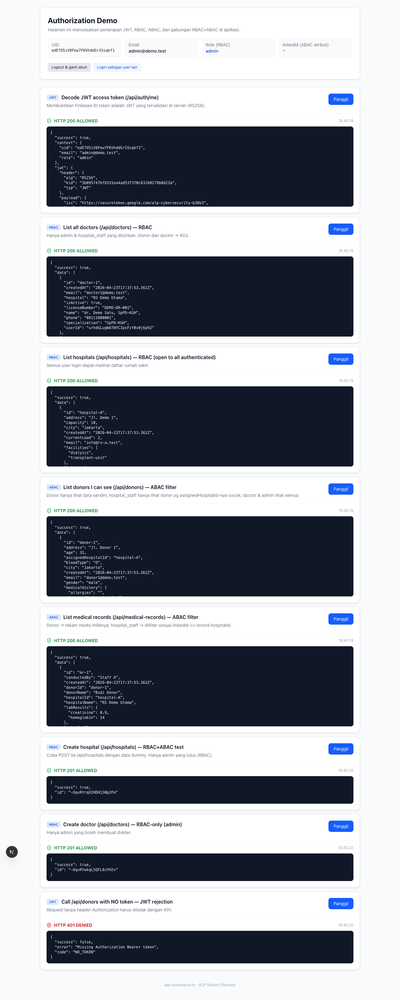 Authorization Demo
Halaman ini menunjukkan penerapan JWT, RBAC, ABAC, dan gabungan RBAC+ABAC di aplikasi.
UID
edE7O5iV8Few7FKVhddGrS5sqkf1
Email
admin@demo.test
Role (RBAC)
admin
linkedId (ABAC atribut)
—
Logout & ganti akun
Login sebagai user lain
JWT Decode JWT access token (/api/auth/me)
Panggil
Membuktikan Firebase ID token adalah JWT yang tervalidasi di server (RS256).
HTTP 200 ALLOWED
18.45.18
{
"success": true,
"context": {
"uid": "edE7O5iV8Few7FKVhddGrS5sqkf1",
"email": "admin@demo.test",
"role": "admin"
},
"jwt": {
"header": {
"alg": "RS256",
"kid": "3b095747bf8331ea4ad53f370c63260179b0d23a",
"typ": "JWT"
},
"payload": {
"iss": "https://securetoken.google.com/alp-cybersecurity-b38b3",
RBAC List all doctors (/api/doctors) — RBAC
Panggil
Hanya admin & hospital_staff yang diizinkan. Donor dan doctor → 403.
HTTP 200 ALLOWED
18.45.18
{
"success": true,
"data": [
{
"id": "doctor-1",
"createdAt": "2026-04-23T17:37:53.362Z",
"email": "doctor1@demo.test",
"hospital": "RS Demo Utama",
"isActive": true,
"licenseNumber": "DEMO-DR-001",
"name": "dr. Demo Satu, SpPD-KGH",
"phone": "08111000001",
"specialization": "SpPD-KGH",
"userId": "urhdGLugWATWYCIpxFzY0v0j6p92"
},
RBAC List hospitals (/api/hospitals) — RBAC (open to all authenticated)
Panggil
Semua user login dapat melihat daftar rumah sakit.
HTTP 200 ALLOWED
18.45.19
{
"success": true,
"data": [
{
"id": "hospital-A",
"address": "Jl. Demo 1",
"capacity": 10,
"city": "Jakarta",
"createdAt": "2026-04-23T17:37:53.362Z",
"currentLoad": 2,
"email": "info@rs-a.test",
"facilities": [
"dialysis",
"transplant-unit"
],
ABAC List donors I can see (/api/donors) — ABAC filter
Panggil
Donor hanya lihat data sendiri; hospital_staff hanya lihat donor yg assignedHospitalId-nya cocok; doctor & admin lihat semua.
HTTP 200 ALLOWED
18.45.19
{
"success": true,
"data": [
{
"id": "donor-1",
"address": "Jl. Donor 1",
"age": 32,
"assignedHospitalId": "hospital-A",
"bloodType": "O",
"city": "Jakarta",
"createdAt": "2026-04-23T17:37:53.362Z",
"email": "donor1@demo.test",
"gender": "male",
"medicalHistory": {
"allergies": "",
ABAC List medical records (/api/medical-records) — ABAC filter
Panggil
Donor → rekam medis miliknya; hospital_staff → difilter sesuai linkedId == record.hospitalId.
HTTP 200 ALLOWED
18.45.19
{
"success": true,
"data": [
{
"id": "mr-1",
"conductedBy": "Staff A",
"createdAt": "2026-04-23T17:37:53.362Z",
"donorId": "donor-1",
"donorName": "Budi Donor",
"hospitalId": "hospital-A",
"hospitalName": "RS Demo Utama",
"labResults": {
"creatinine": 0.9,
"hemoglobin": 14
},
RBAC Create hospital (/api/hospitals) — RBAC+ABAC test
Panggil
Coba POST ke /api/hospitals dengan data dummy. Hanya admin yang lulus (RBAC).
HTTP 201 ALLOWED
18.45.20
{
"success": true,
"id": "-OqvRYrqXIHDH130p2Fm"
}
RBAC Create doctor (/api/doctors) — RBAC-only (admin)
Panggil
Hanya admin yang boleh membuat dokter.
HTTP 201 ALLOWED
18.45.20
{
"success": true,
"id": "-OqvRYwkqL5QFL8zYH2v"
}
JWT Call /api/donors with NO token — JWT rejection
Panggil
Request tanpa header Authorization harus ditolak dengan 401.
HTTP 401 DENIED
18.45.20
{
"success": false,
"error": "Missing Authorization Bearer token",
"code": "NO_TOKEN"
}
N
alp-cybersecurity · ALP Sistem Otorisasi